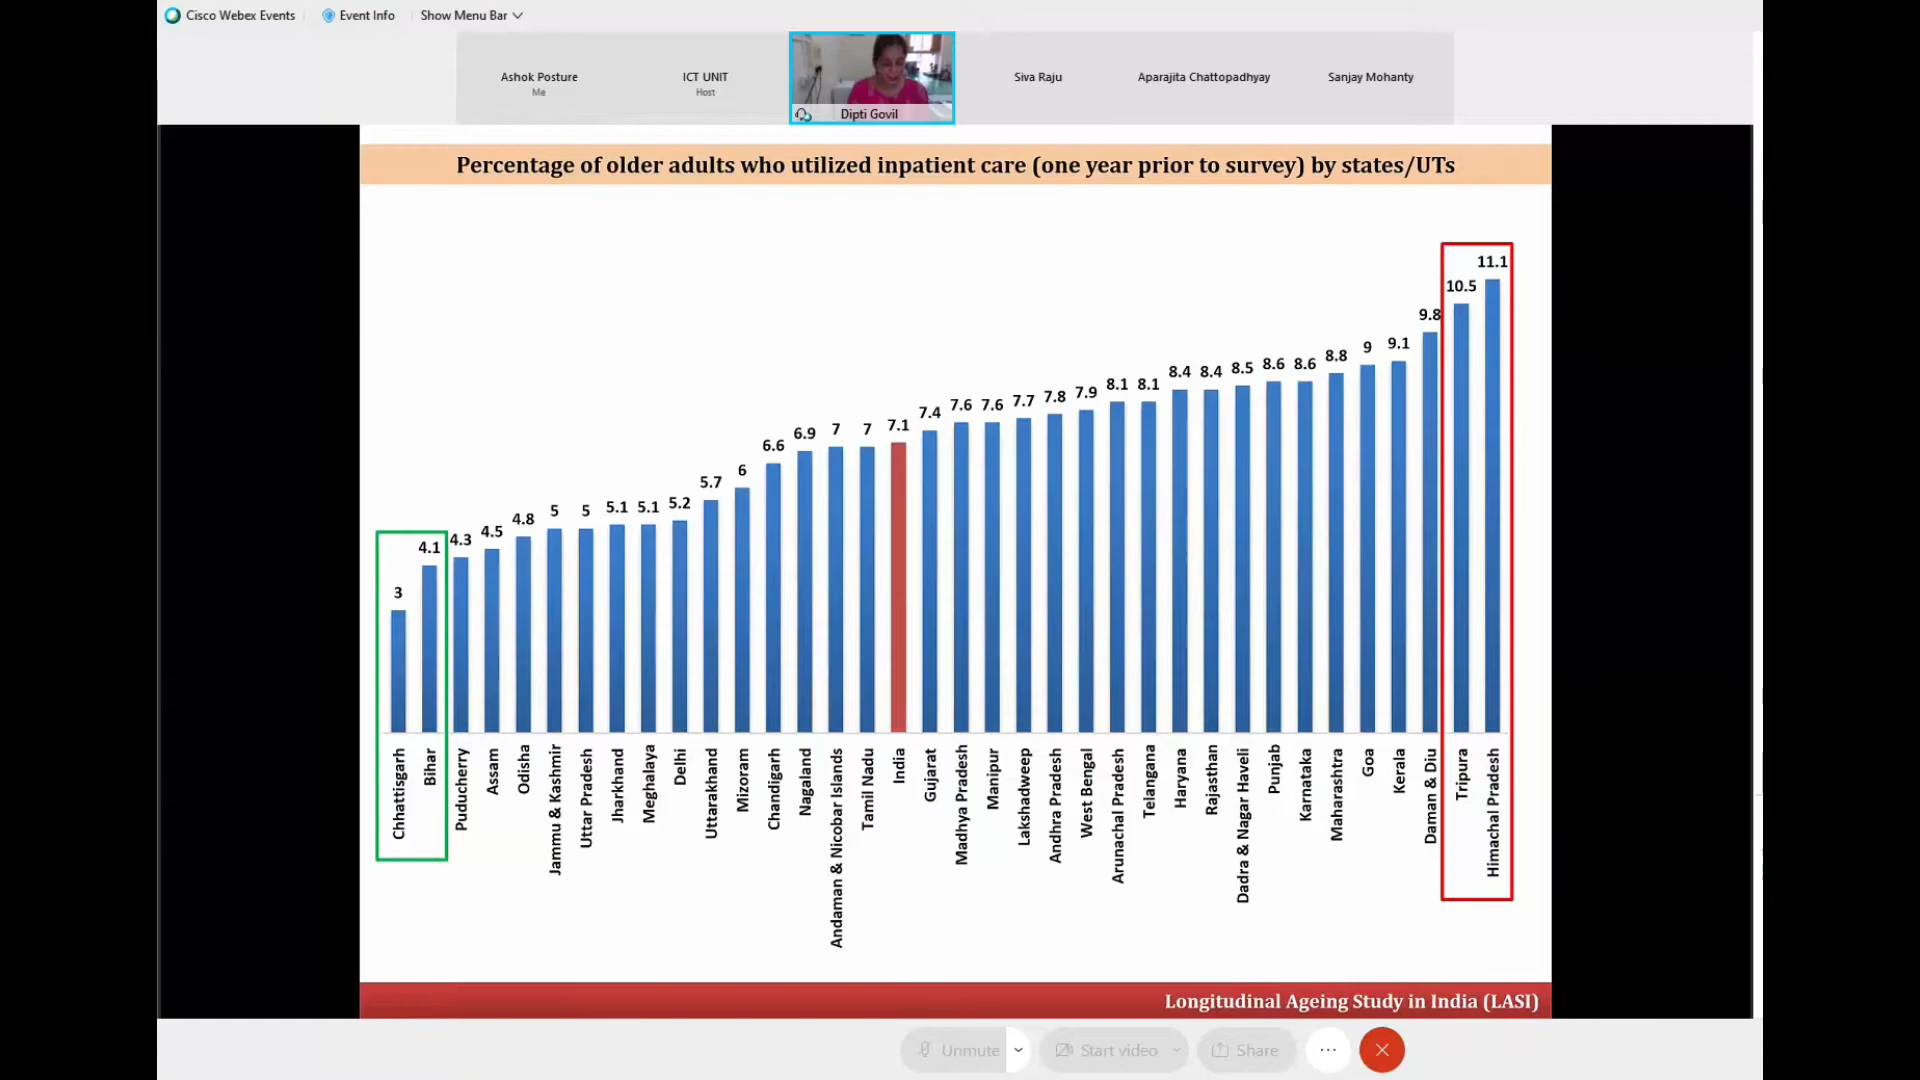 Cisco Webex Events
Event Info
Show Menu Bar
Ashok Posture
Me
ICT UNIT
Host
Dipti Govil
Siva Raju
Aparajita Chattopadhyay
Sanjay Mohanty
Percentage of older adults who utilized inpatient care (one year prior to survey) by states/UTs
3
4.1
4.3
4.5
4.8
5
5
5.1
5.1
5.2
5.7
6
6.6
6.9
7
7
7.1
7.4
7.6
7.6
7.7
7.8
7.9
8.1
8.1
8.4
8.4
8.5
8.6
8.6
8.8
9
9.1
9.8
10.5
11.1
Chhattisgarh
Bihar
Puducherry
Assam
Odisha
Jammu & Kashmir
Uttar Pradesh
Jharkhand
Meghalaya
Delhi
Uttarakhand
Mizoram
Chandigarh
Nagaland
Andaman & Nicobar Islands
Tamil Nadu
India
Gujarat
Madhya Pradesh
Manipur
Lakshadweep
Andhra Pradesh
West Bengal
Arunachal Pradesh
Telangana
Haryana
Rajasthan
Dadra & Nagar Haveli
Punjab
Karnataka
Maharashtra
Goa
Kerala
Daman & Diu
Tripura
Himachal Pradesh
Longitudinal Ageing Study in India (LASI)
Unmute
Start video
Share